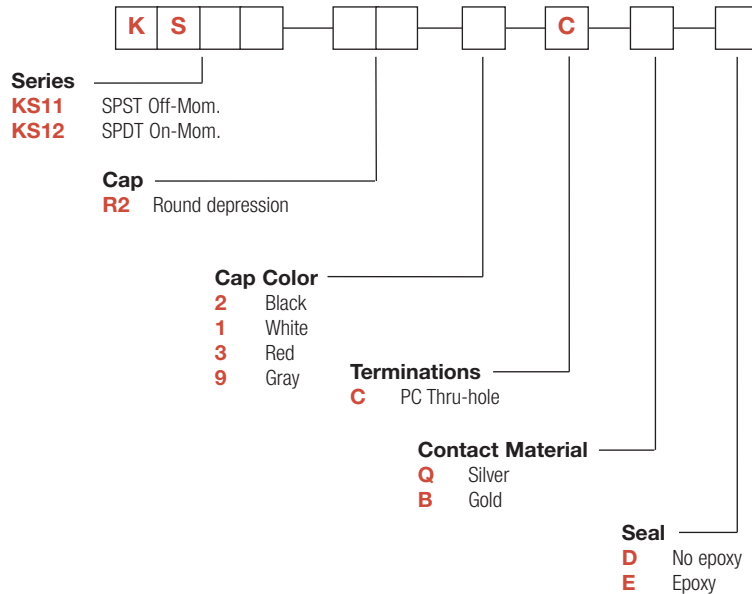 K S C
Series
KS11 SPST Off-Mom.
KS12 SPDT On-Mom.
Cap
R2 Round depression
Cap Color
2 Black
1 White
3 Red
9 Gray
Terminations
C PC Thru-hole
Contact Material
Q Silver
B Gold
Seal
D No epoxy
E Epoxy